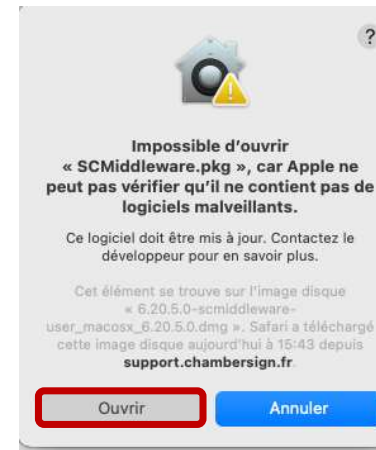 ?
Impossible d'ouvrir
« SCMiddleware.pkg », car Apple ne
peut pas vérifier qu'il ne contient pas de
logiciels malveillants.
Ce logiciel doit être mis à jour. Contactez le
développeur pour en savoir plus.
Cet élément se trouve sur l'image disque
« 6.20.5.0-scmiddleware-
user_macosx_6.20.5.0.dmg ». Safari a téléchargé
cette image disque aujourd'hui à 15:43 depuis
support.chambersign.fr.
Ouvrir Annuler